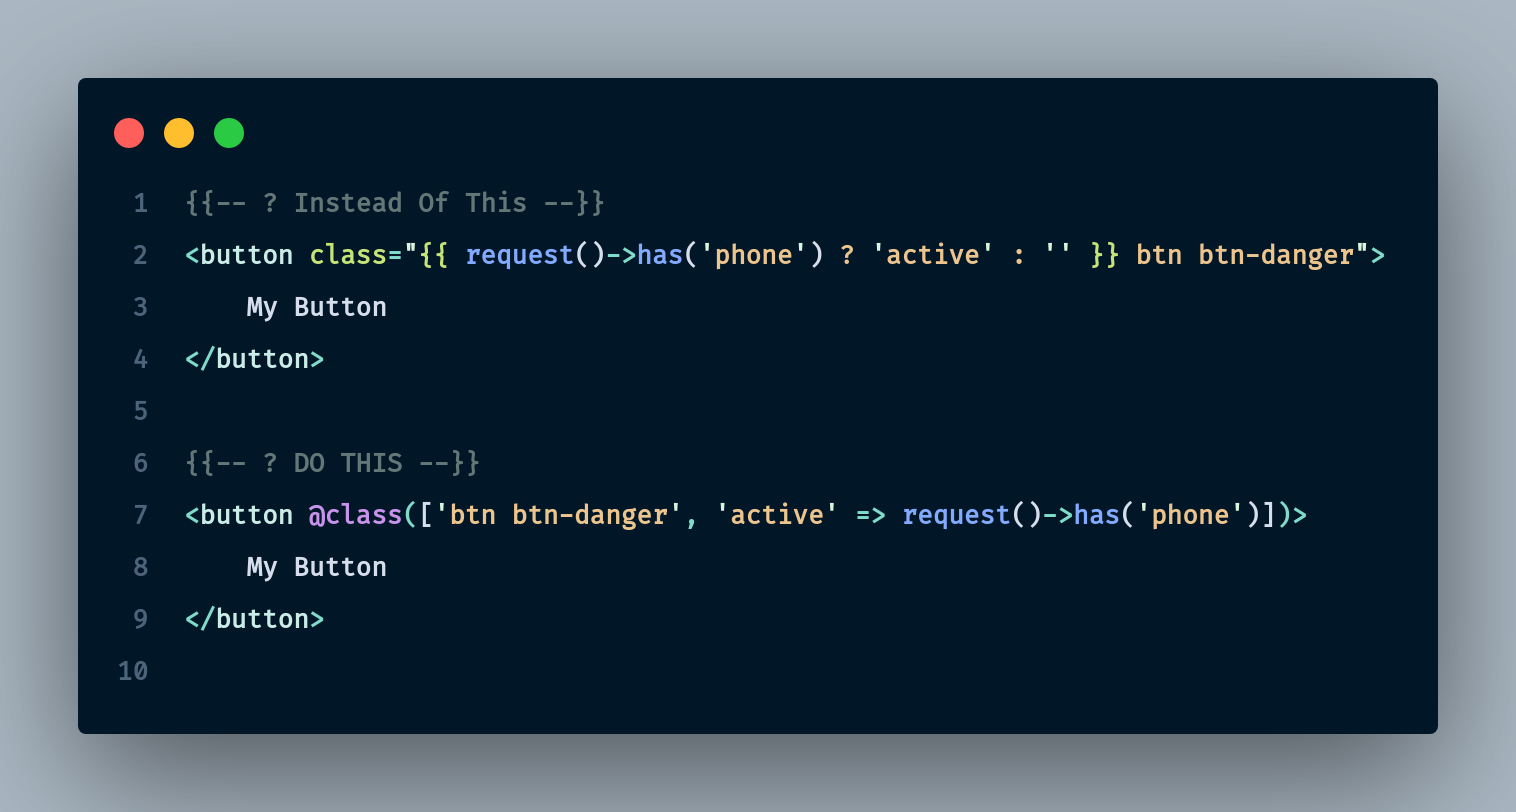 1 {{-- ? Instead Of This --}}
2 <button class="{{ request()->has('phone') ? 'active' : '' }} btn btn-danger">
3     My Button
4 </button>
5
6 {{-- ? DO THIS --}}
7 <button @class(['btn btn-danger', 'active' => request()->has('phone')])>
8     My Button
9 </button>
10